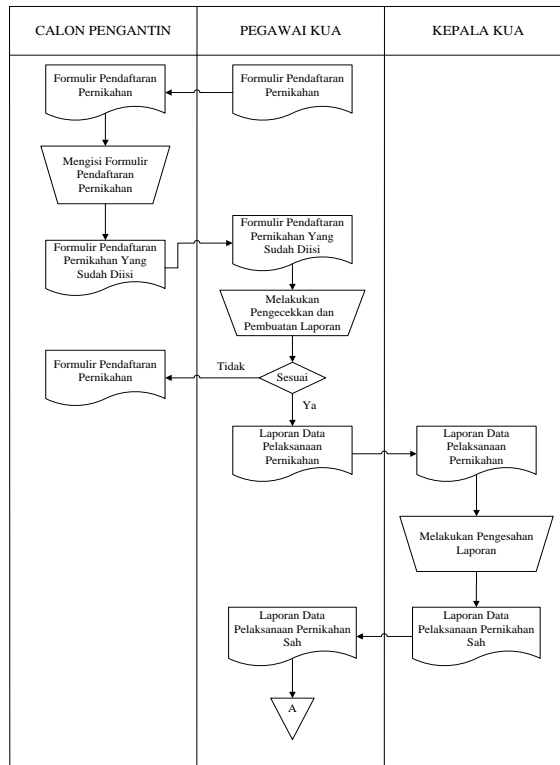 CALON PENGANTIN
PEGAWAI KUA
KEPALA KUA
Formulir Pendaftaran
Pernikahan
Formulir Pendaftaran
Pernikahan
Mengisi Formulir
Pendaftaran
Pernikahan
Formulir Pendaftaran
Pernikahan Yang
Sudah Diisi
Formulir Pendaftaran
Pernikahan Yang
Sudah Diisi
Melakukan
Pengecekkan dan
Pembuatan Laporan
Formulir Pendaftaran
Pernikahan
Tidak
Sesuai
Ya
Laporan Data
Pelaksanaan
Pernikahan
Laporan Data
Pelaksanaan
Pernikahan
Melakukan Pengesahan
Laporan
Laporan Data
Pelaksanaan Pernikahan
Sah
Laporan Data
Pelaksanaan Pernikahan
Sah
A